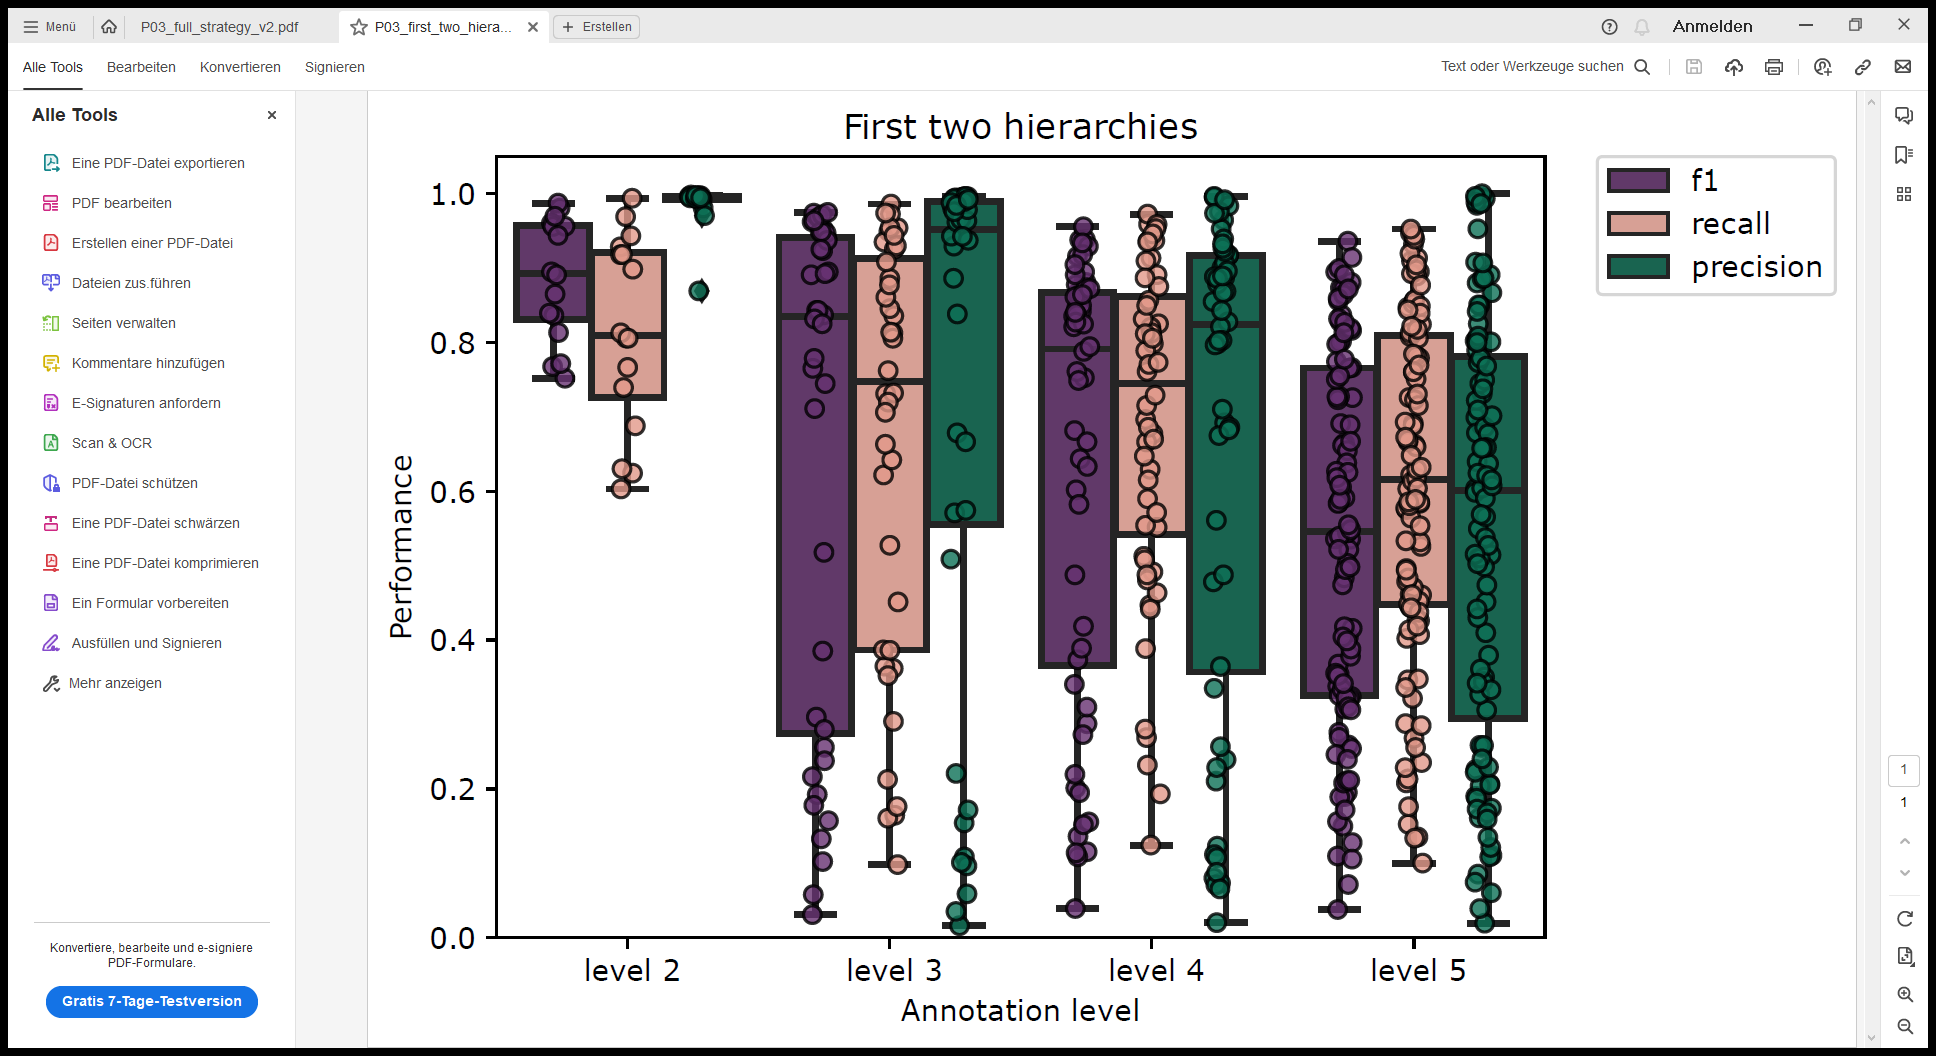 Menü
P03_full_strategy_v2.pdf
P03_first_two_hiera...
Erstellen
Anmelden
Alle Tools
Bearbeiten
Konvertieren
Signieren
Text oder Werkzeuge suchen
Alle Tools
Eine PDF-Datei exportieren
PDF bearbeiten
Erstellen einer PDF-Datei
Dateien zus.führen
Seiten verwalten
Kommentare hinzufügen
E-Signaturen anfordern
Scan & OCR
PDF-Datei schützen
Eine PDF-Datei schwärzen
Eine PDF-Datei komprimieren
Ein Formular vorbereiten
Ausfüllen und Signieren
Mehr anzeigen
Konvertiere, bearbeite und e-signiere
PDF-Formulare.
Gratis 7-Tage-Testversion
First two hierarchies
1.0
0.8
0.6
0.4
0.2
0.0
Performance
level 2
level 3
level 4
level 5
Annotation level
f1
recall
precision
1
1